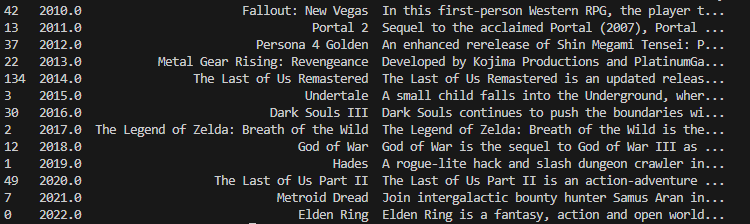 42 2010.0 Fallout: New Vegas In this first-person Western RPG, the player t...
13 2011.0 Portal 2 Sequel to the acclaimed Portal (2007), Portal ...
37 2012.0 Persona 4 Golden An enhanced rerelease of Shin Megami Tensei: P...
22 2013.0 Metal Gear Rising: Revengeance Developed by Kojima Productions and PlatinumGa...
134 2014.0 The Last of Us Remastered The Last of Us Remastered is an updated releas...
3 2015.0 Undertale A small child falls into the Underground, wher...
30 2016.0 Dark Souls III Dark Souls continues to push the boundaries wi...
2 2017.0 The Legend of Zelda: Breath of the Wild The Legend of Zelda: Breath of the Wild is the...
12 2018.0 God of War God of War is the sequel to God of War III as ...
1 2019.0 Hades A rogue-lite hack and slash dungeon crawler in...
49 2020.0 The Last of Us Part II The Last of Us Part II is an action-adventure ...
7 2021.0 Metroid Dread Join intergalactic bounty hunter Samus Aran in...
0 2022.0 Elden Ring Elden Ring is a fantasy, action and open world...